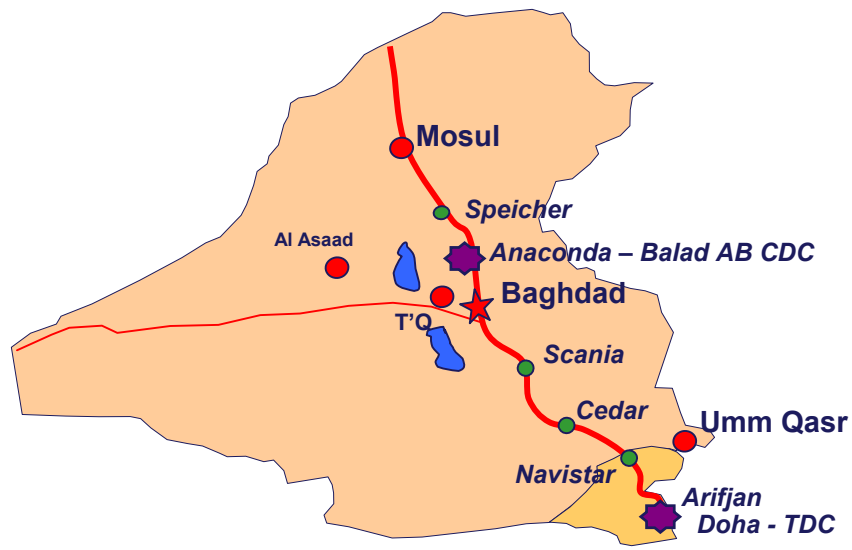 Mosul
Speicher
Al Asaad
Anaconda – Balad AB CDC
Baghdad
T'Q
Scania
Cedar
Umm Qasr
Navistar
Arifjan
Doha - TDC